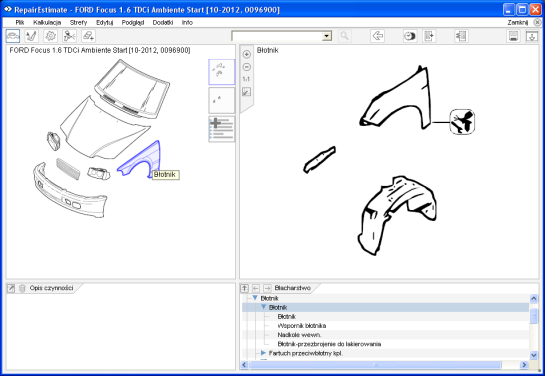 RepairEstimate - FORD Focus 1.6 TDCi Ambiente Start [10-2012, 0096900]
Plik Kalkulacja Strefy Edytuj Podgląd Dodatki Info Zamknij
FORD Focus 1.6 TDCi Ambiente Start [10-2012, 0096900]
Błotnik
1:1
Błotnik
Opis czynności
Blacharstwo
Błotnik
Błotnik
Błotnik
Wspornik błotnika
Nadkole wewn.
Błotnik-przezbrojenie do lakierowania
Fartuch przeciwbłotny kpl.